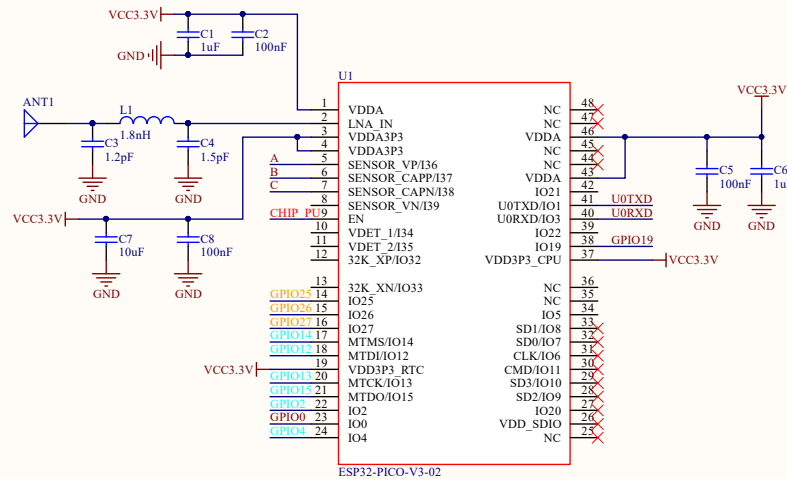 VCC3.3V
C1
1uF
C2
100nF
GND
U1
ANT1
L1
1.8nH
C3
1.2pF
C4
1.5pF
GND
GND
VCC3.3V
C7
10uF
C8
100nF
GND
GND
A
B
C
CHIP_PU
GPIO25
GPIO26
GPIO27
GPIO14
GPIO12
VCC3.3V
GPIO13
GPIO15
GPIO2
GPIO0
GPIO4
1 VDDA
2 LNA_IN
3 VDDA3P3
4 VDDA3P3
5 SENSOR_VP/I36
6 SENSOR_CAPP/I37
7 SENSOR_CAPN/I38
8 SENSOR_VN/I39
9 EN
10 VDET_1/I34
11 VDET_2/I35
12 32K_XP/IO32
13 32K_XN/IO33
14 IO25
15 IO26
16 IO27
17 MTMS/IO14
18 MTDI/IO12
19 VDD3P3_RTC
20 MTCK/IO13
21 MTDO/IO15
22 IO2
23 IO0
24 IO4
NC 48
NC 47
VDDA 46
NC 45
NC 44
VDDA 43
IO21 42
U0TXD/IO1 41 U0TXD
U0RXD/IO3 40 U0RXD
IO22 39
IO19 38 GPIO19
VDD3P3_CPU 37 VCC3.3V
NC 36
NC 35
IO5 34
SD1/IO8 33
SD0/IO7 32
CLK/IO6 31
CMD/IO11 30
SD3/IO10 29
SD2/IO9 28
IO20 27
VDD_SDIO 26
NC 25
VCC3.3V
C5
100nF
C6
1u
GND
GND
ESP32-PICO-V3-02